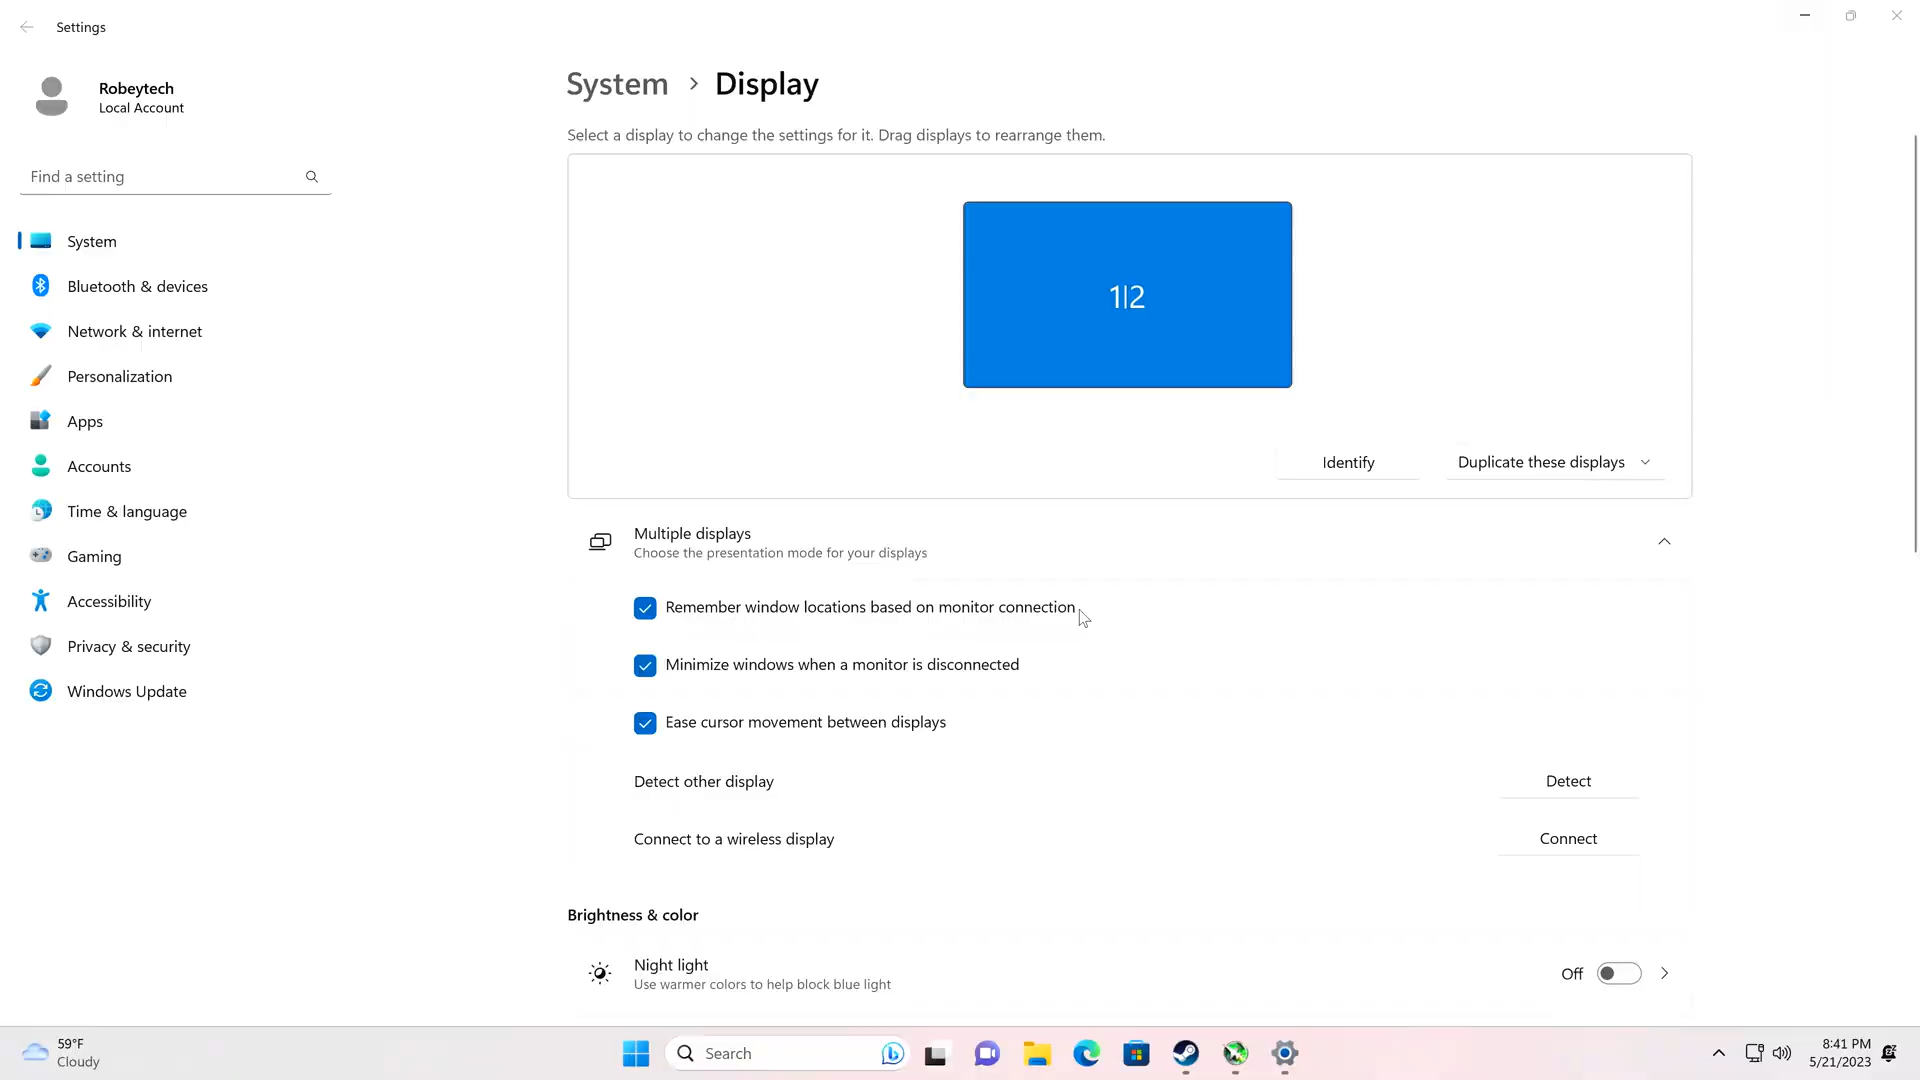 Settings
Robeytech
Local Account
Find a setting
System
Bluetooth & devices
Network & internet
Personalization
Apps
Accounts
Time & language
Gaming
Accessibility
Privacy & security
Windows Update
System > Display
Select a display to change the settings for it. Drag displays to rearrange them.
1|2
Identify
Duplicate these displays
Multiple displays
Choose the presentation mode for your displays
Remember window locations based on monitor connection
Minimize windows when a monitor is disconnected
Ease cursor movement between displays
Detect other display
Detect
Connect to a wireless display
Connect
Brightness & color
Night light
Use warmer colors to help block blue light
Off
59°F
Cloudy
Search
8:41 PM
5/21/2023